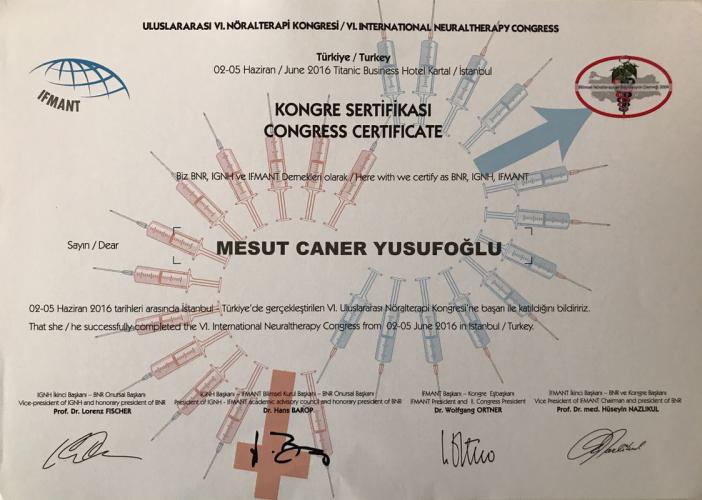 ULUSLARARASI VI. NÖRALTERAPİ KONGRESİ / VI. INTERNATIONAL NEURALTHERAPY CONGRESS
Türkiye / Turkey
02-05 Haziran / June 2016 Titanic Business Hotel Kartal / İstanbul
IFMANT
KONGRE SERTİFİKASI
CONGRESS CERTIFICATE
Biz BNR, IGNH ve IFMANT Dernekleri olarak / Here with we certify as BNR, IGNH, IFMANT
Sayın / Dear
MESUT CANER YUSUFOĞLU
02-05 Haziran 2016 tarihleri arasında İstanbul - Türkiye'de gerçekleştirilen VI. Uluslararası Nöralterapi Kongresi'ne başarı ile katıldığını bildiririz.
That she / he successfully completed the VI. International Neuraltherapy Congress from 02-05 June 2016 in Istanbul / Turkey.
IGNH İkinci Başkanı – BNR Onursal Başkanı
Vice-president of IGNH and honorary president of BNR
Prof. Dr. Lorenz FISCHER
IGNH Başkanı – IFMANT Bilimsel Kurul Başkanı – BNR Onursal Başkanı
President of IGNH - IFMANT academic advisory council and honorary president of BNR
Dr. Hans BAROP
IFMANT Başkanı – Kongre Eşbaşkanı
IFMANT President and II. Congress President
Dr. Wolfgang ORTNER
IFMANT İkinci Başkanı – BNR ve Kongre Başkanı
Vice President of IFMANT Chairman and president of BNR
Prof. Dr. med. Hüseyin NAZLIKUL